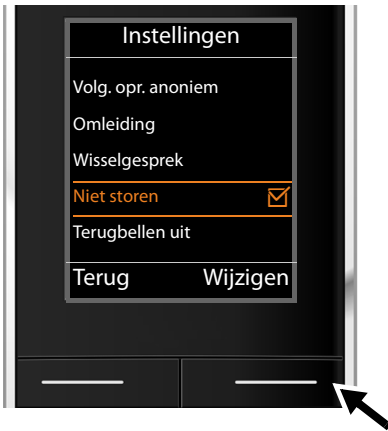 Instellingen
Volg. opr. anoniem
Omleiding
Wisselgesprek
Niet storen
Terugbellen uit
Terug Wijzigen